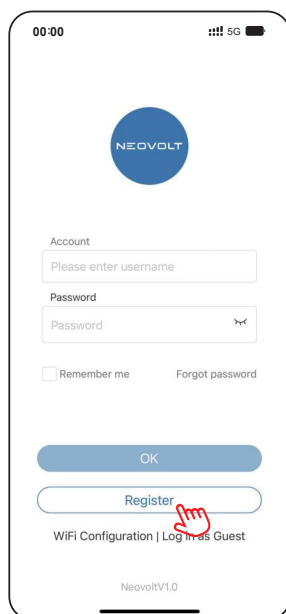 00:00 5G
NEOVOLT
Account
Please enter username
Password
Password
Remember me Forgot password
OK
Register
WiFi Configuration | Log in as Guest
NeovoltV1.0